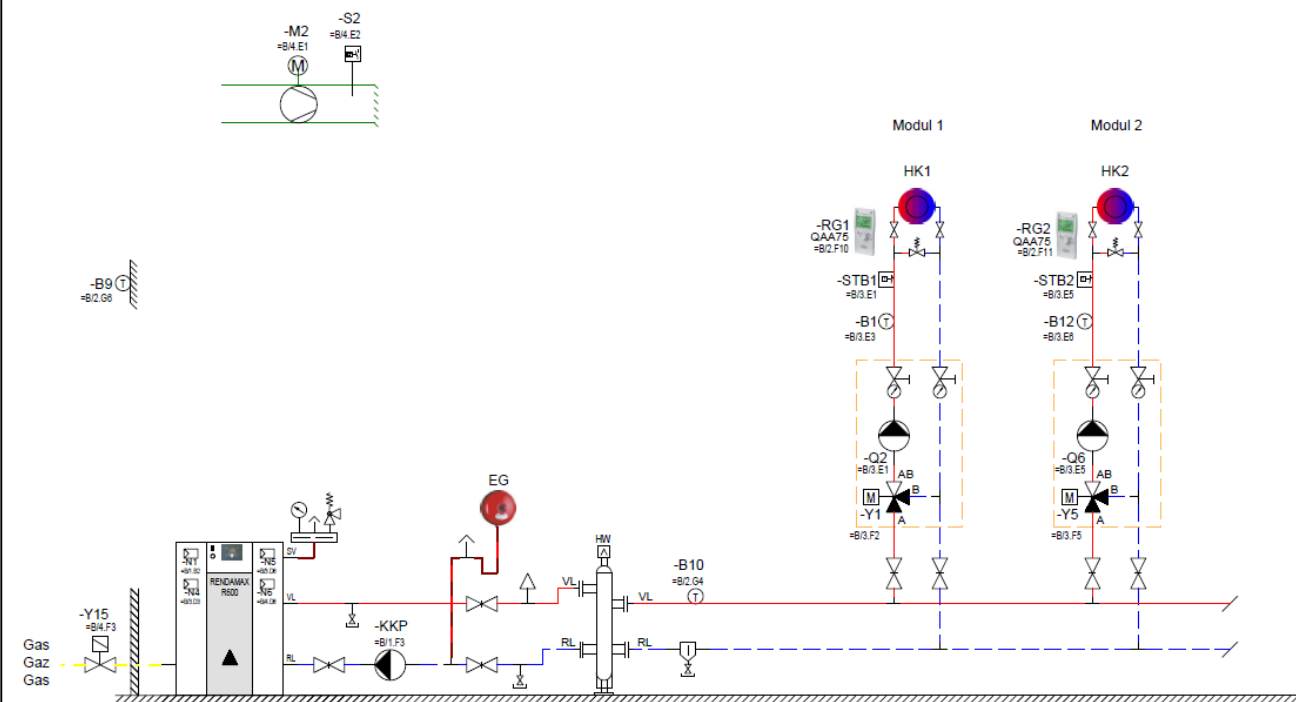 -S2
=B/4.E2
-M2
=B/4.E1
M
Modul 1
Modul 2
HK1
HK2
-RG1
QAA75
=B/2.F10
-RG2
QAA75
=B/2.F11
-B9
T
=B/2.G6
-STB1
=B/3.E1
-STB2
=B/3.E5
-B1
T
=B/3.E3
-B12
T
=B/3.E6
-Q2
=B/3.E1
AB
B
M
-Y1
A
=B/3.F2
-Q6
=B/3.E5
AB
B
M
-Y5
A
=B/3.F5
EG
HW
SV
-N1
-N5
RENDAMAX
R600
-N4
-N6
VL
VL
VL
-B10
=B/2.G4
T
-Y15
=B/4.F3
-KKP
=B/1.F3
RL
RL
RL
Gas
Gaz
Gas